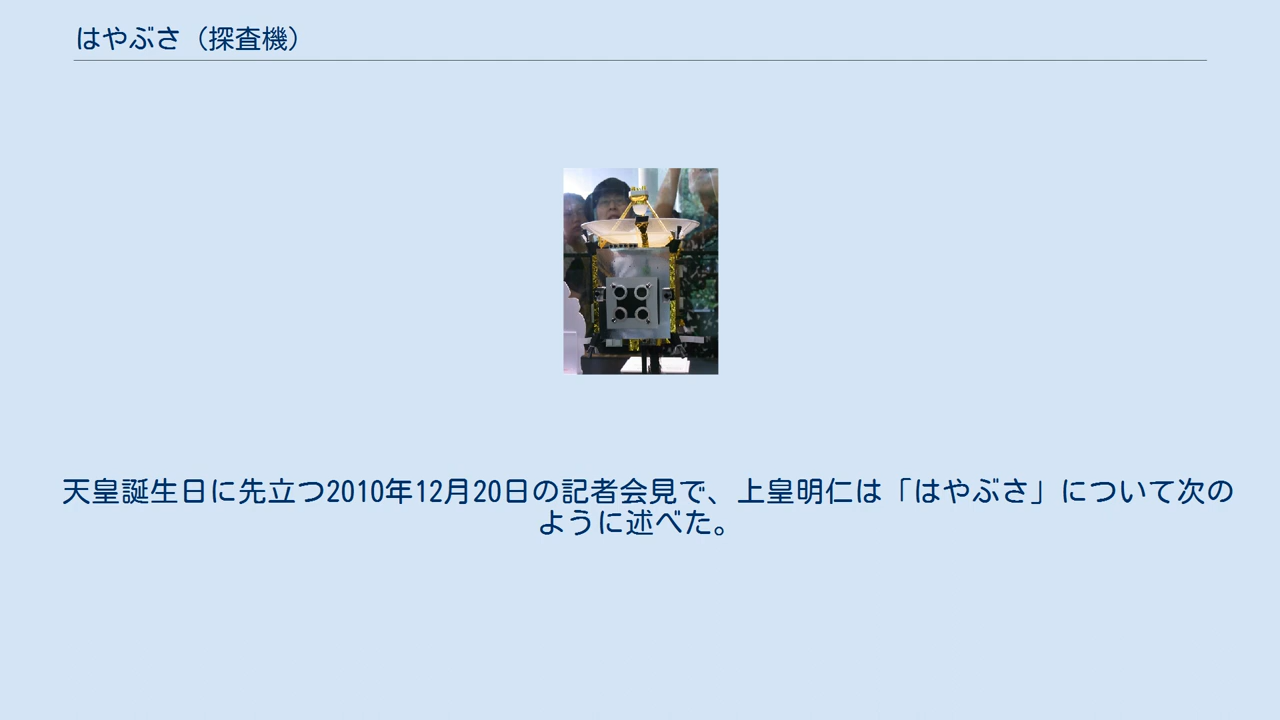 はやぶさ（探査機）
天皇誕生日に先立つ2010年12月20日の記者会見で、上皇明仁は「はやぶさ」について次の
ように述べた。